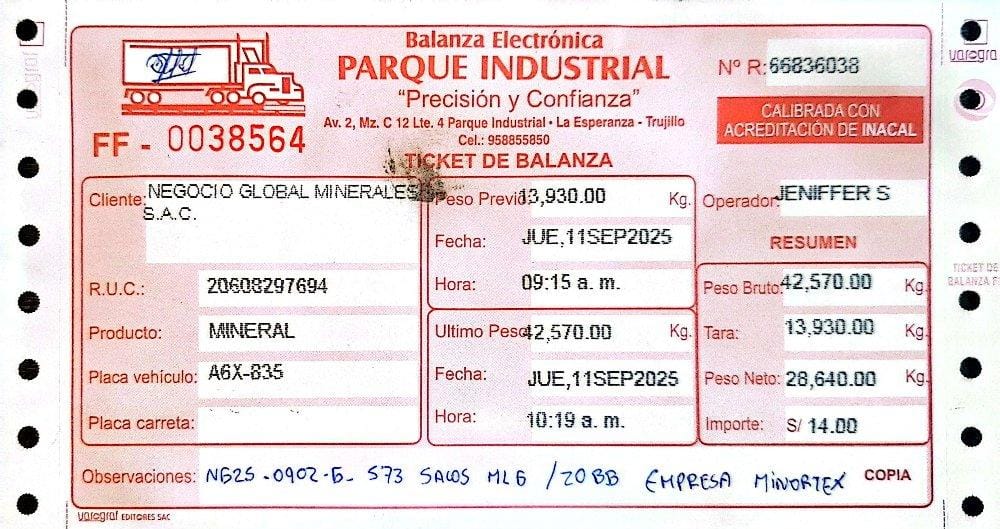 Balanza Electrónica
PARQUE INDUSTRIAL
"Precisión y Confianza"
Av. 2, Mz. C 12 Lte. 4 Parque Industrial • La Esperanza - Trujillo
Cel.: 958855850
TICKET DE BALANZA
FF - 0038564
Nº R: 66836038
CALIBRADA CON
ACREDITACIÓN DE INACAL
Cliente: NEGOCIO GLOBAL MINERALES
S.A.C.
R.U.C.: 20608297694
Producto: MINERAL
Placa vehículo: A6X-835
Placa carreta:
Peso Previo: 13,930.00 Kg.
Fecha: JUE,11SEP2025
Hora: 09:15 a. m.
Ultimo Peso: 42,570.00 Kg.
Fecha: JUE,11SEP2025
Hora: 10:19 a. m.
Operador: JENIFFER S
RESUMEN
Peso Bruto: 42,570.00 Kg.
Tara: 13,930.00 Kg.
Peso Neto: 28,640.00 Kg.
Importe: S/ 14.00
Observaciones: NG25-0902-G- 573 SACOS MLG / 20BB EMPRESA MINORTEX COPIA
varograf EDITORES SAC
varogra
TICKET DE
BALANZA F